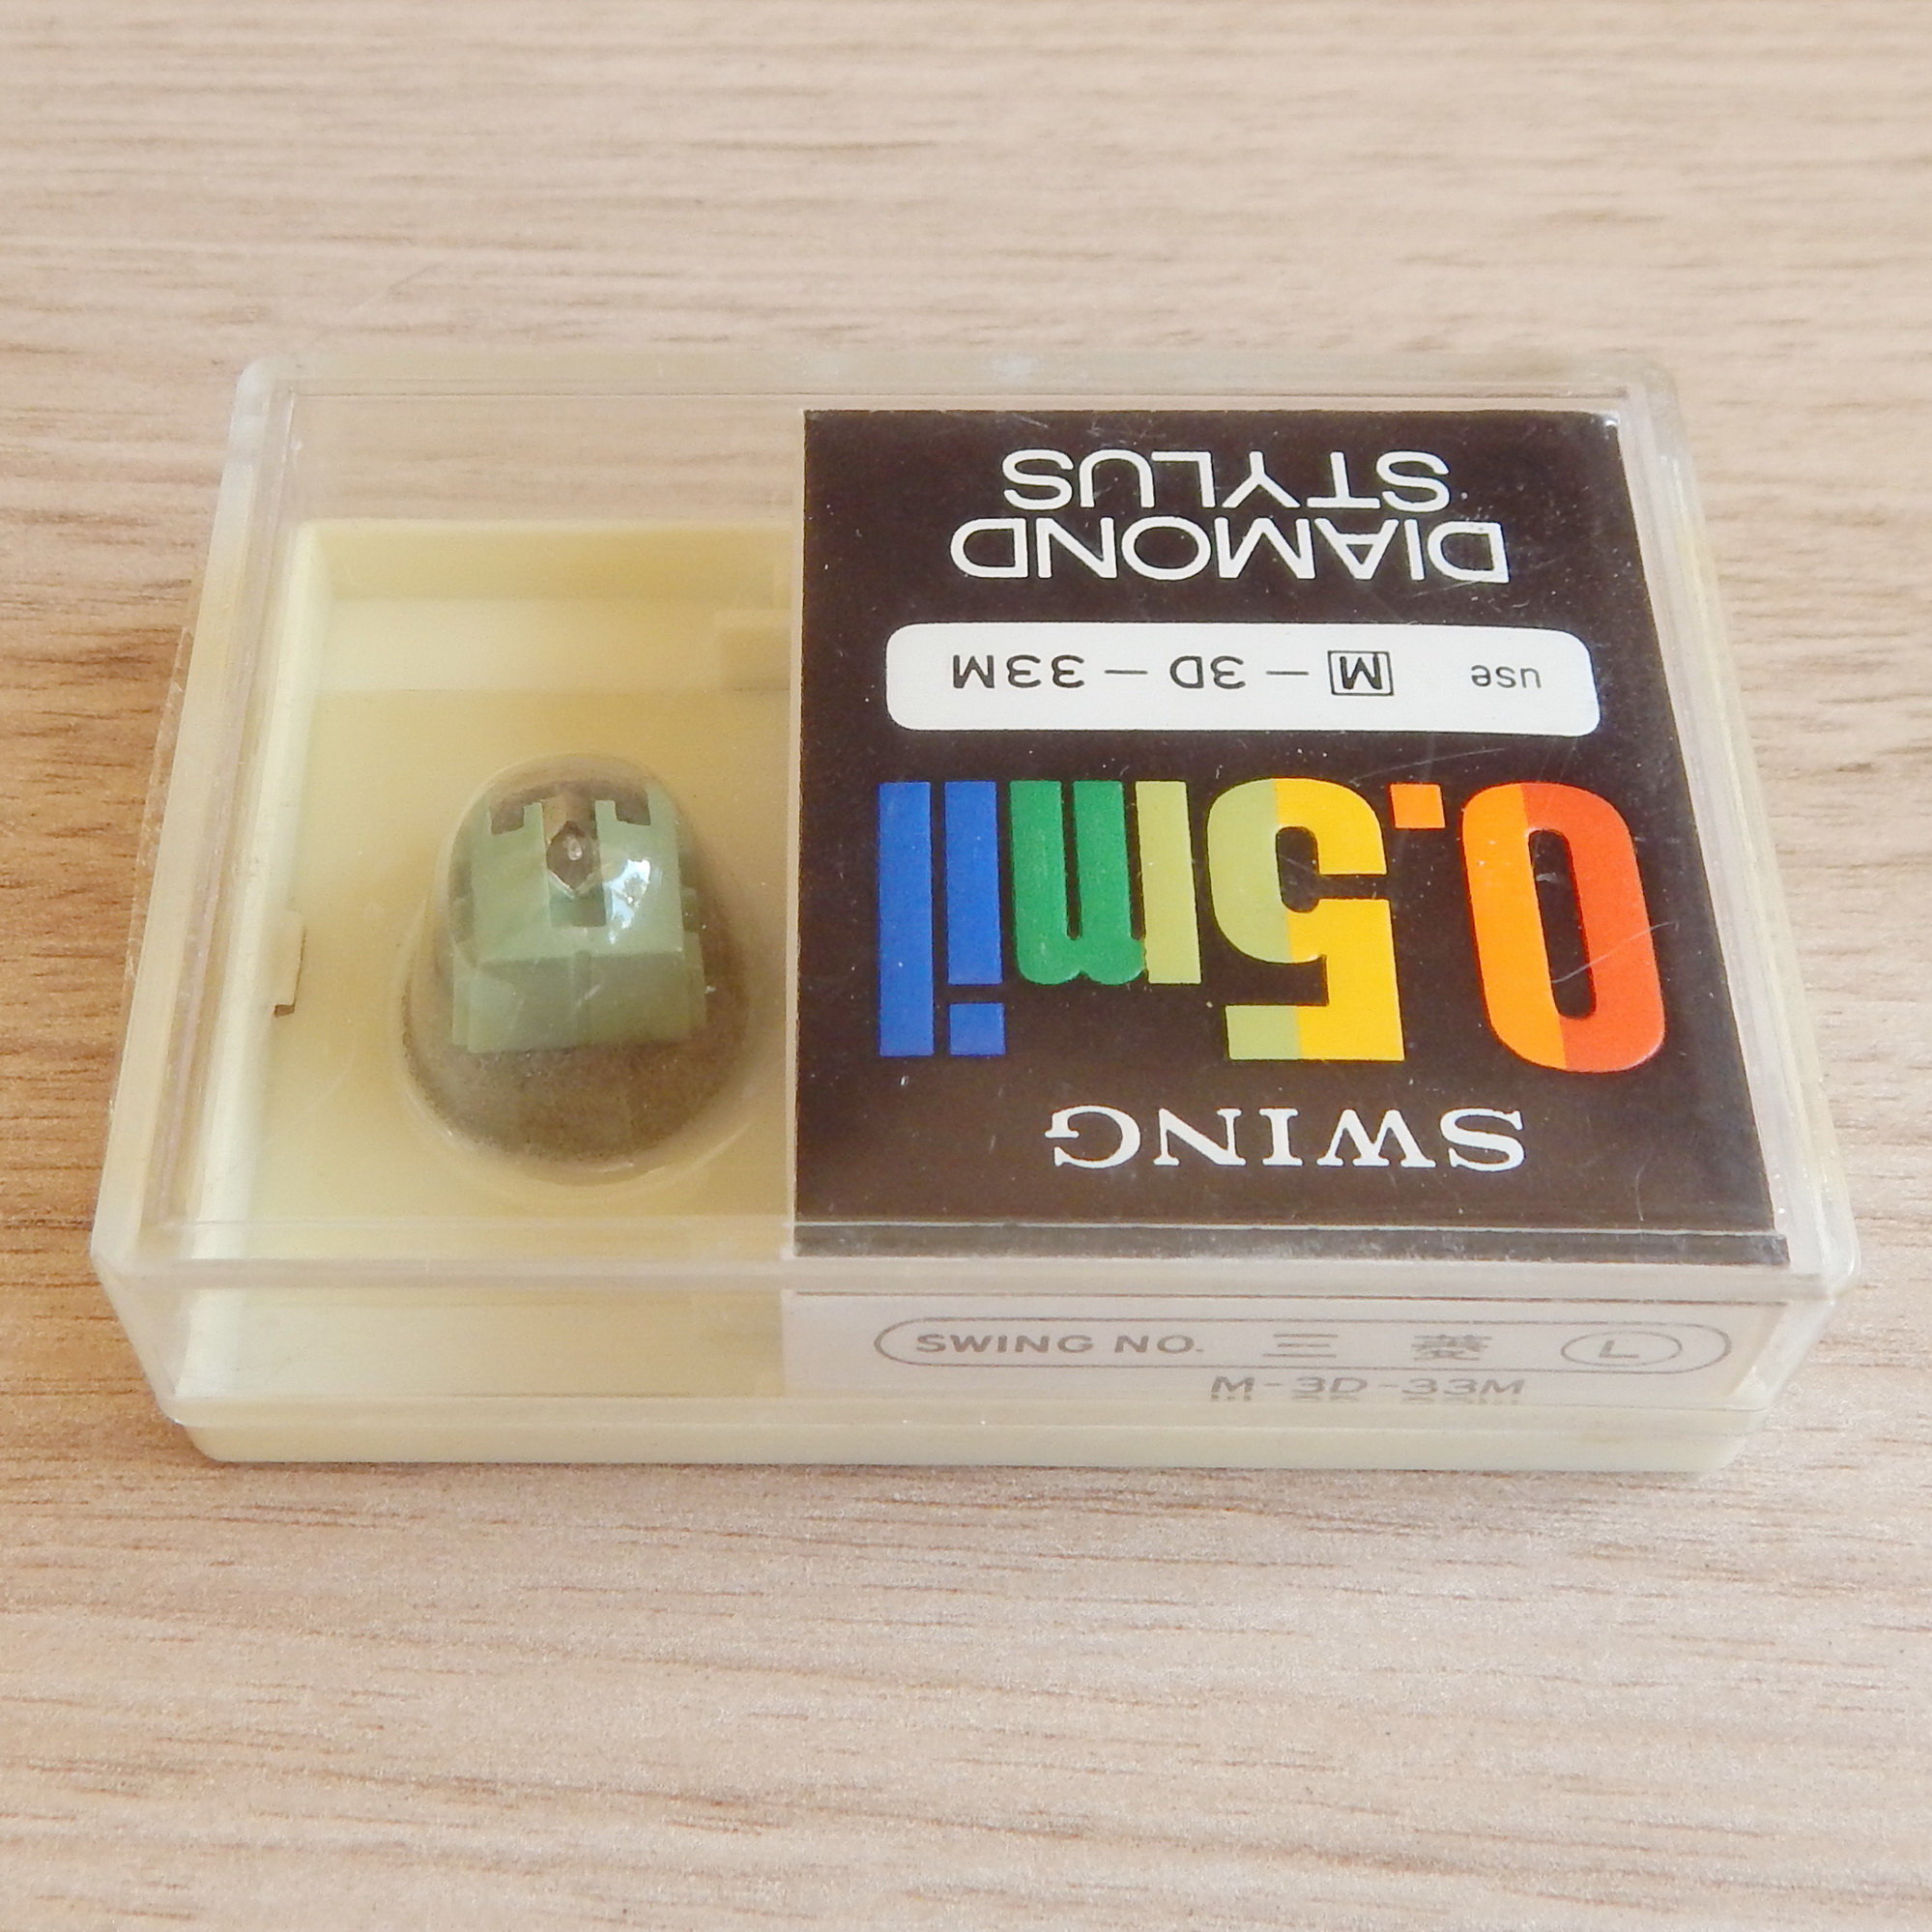 SWING
0.5mil
use M-3D-33M
DIAMOND
STYLUS
SWING NO. 三菱 L
M-3D-33M